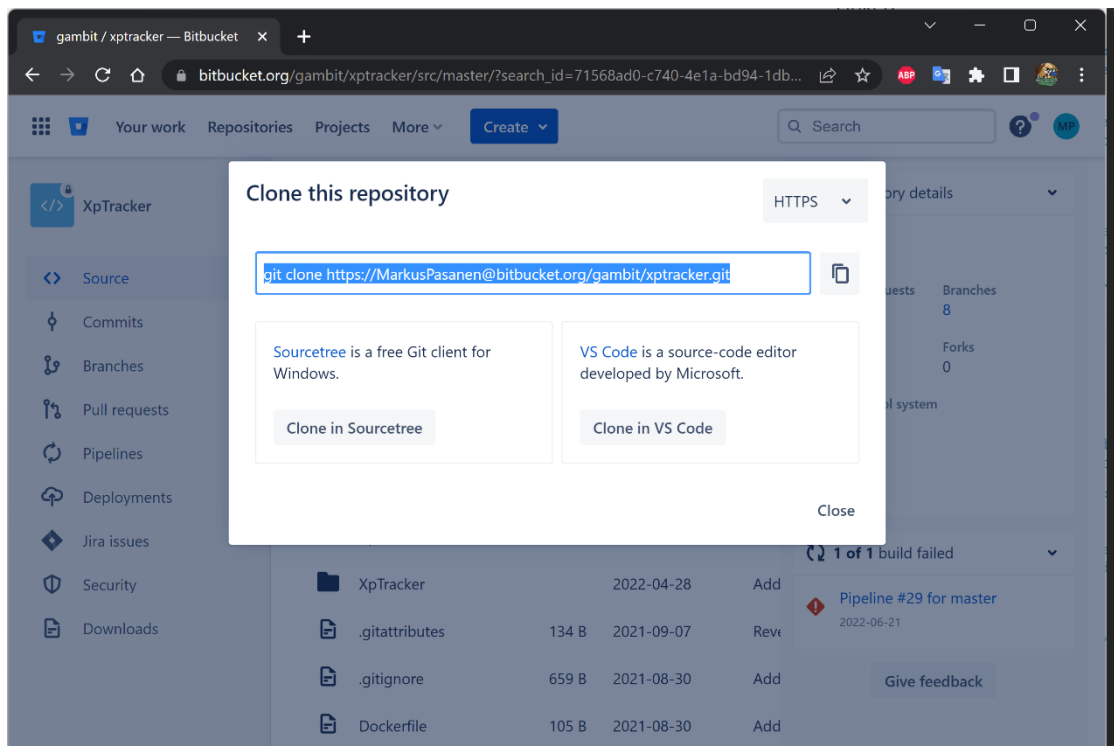 gambit / xptracker — Bitbucket
bitbucket.org/gambit/xptracker/src/master/?search_id=71568ad0-c740-4e1a-bd94-1db...
ABP
Your work Repositories Projects More Create Search
MP
XpTracker
Clone this repository
HTTPS
git clone https://MarkusPasanen@bitbucket.org/gambit/xptracker.git
Sourcetree is a free Git client for
Windows.
Clone in Sourcetree
VS Code is a source-code editor
developed by Microsoft.
Clone in VS Code
Close
Source
Commits
Branches
Pull requests
Pipelines
Deployments
Jira issues
Security
Downloads
details
Branches
8
Forks
0
system
1 of 1 build failed
Pipeline #29 for master
2022-06-21
Give feedback
XpTracker 2022-04-28 Add
.gitattributes 134 B 2021-09-07 Reve
.gitignore 659 B 2021-08-30 Add
Dockerfile 105 B 2021-08-30 Add